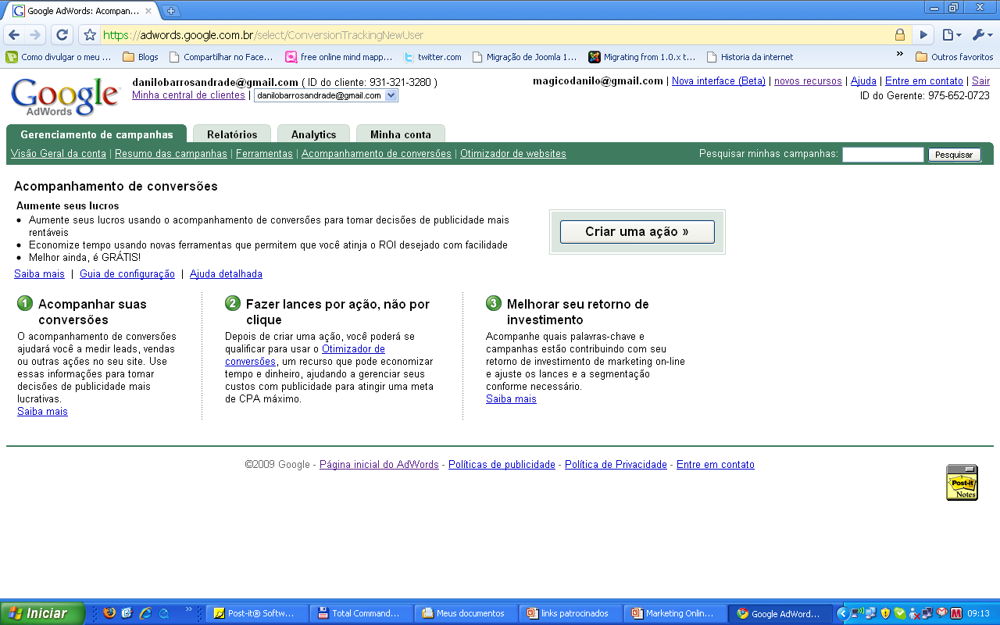 Google AdWords: Acompan...
https://adwords.google.com.br/select/ConversionTrackingNewUser
Como divulgar o meu ... Blogs Compartilhar no Face... free online mind mapp... twitter.com Migração de Joomla 1... Migrating from 1.0.x t... Historia da internet » Outros favoritos
Google AdWords
danilobarrosandrade@gmail.com ( ID do cliente: 931-321-3280 )
Minha central de clientes | danilobarrosandrade@gmail.com
magicodanilo@gmail.com | Nova interface (Beta) | novos recursos | Ajuda | Entre em contato | Sair
ID do Gerente: 975-652-0723
Gerenciamento de campanhas Relatórios Analytics Minha conta
Visão Geral da conta | Resumo das campanhas | Ferramentas | Acompanhamento de conversões | Otimizador de websites Pesquisar minhas campanhas: Pesquisar
Acompanhamento de conversões
Aumente seus lucros
• Aumente seus lucros usando o acompanhamento de conversões para tomar decisões de publicidade mais
rentáveis
• Economize tempo usando novas ferramentas que permitem que você atinja o ROI desejado com facilidade
• Melhor ainda, é GRÁTIS!
Saiba mais | Guia de configuração | Ajuda detalhada
Criar uma ação »
1 Acompanhar suas
conversões
O acompanhamento de conversões
ajudará você a medir leads, vendas
ou outras ações no seu site. Use
essas informações para tomar
decisões de publicidade mais
lucrativas.
Saiba mais
2 Fazer lances por ação, não por
clique
Depois de criar uma ação, você poderá se
qualificar para usar o Otimizador de
conversões, um recurso que pode economizar
tempo e dinheiro, ajudando a gerenciar seus
custos com publicidade para atingir uma meta
de CPA máximo.
3 Melhorar seu retorno de
investimento
Acompanhe quais palavras-chave e
campanhas estão contribuindo com seu
retorno de investimento de marketing on-line
e ajuste os lances e a segmentação
conforme necessário.
Saiba mais
©2009 Google - Página inicial do AdWords - Políticas de publicidade - Política de Privacidade - Entre em contato
Post-it
Notes
Iniciar » Post-it® Softw... Total Command... Meus documentos links patrocinados Marketing Onlin... Google AdWord... 09:13